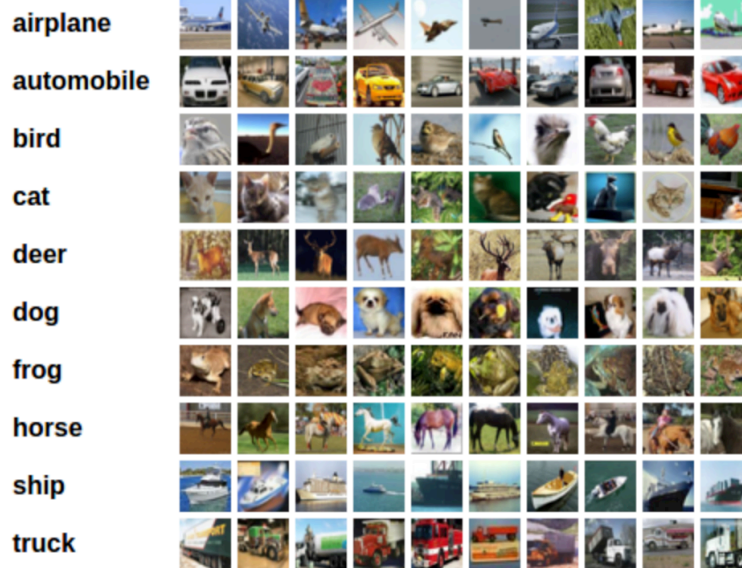 airplane
automobile
bird
cat
deer
dog
frog
horse
ship
truck